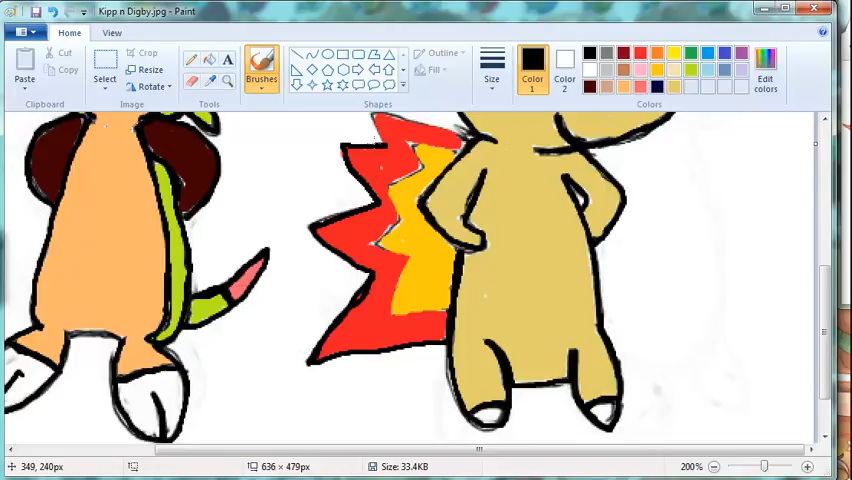 Kipp n Digby.jpg - Paint
Home View
Paste
Cut
Copy
Clipboard
Select
Crop
Resize
Rotate
Image
A
Tools
Brushes
Outline
Fill
Shapes
Size
Color 1
Color 2
Edit colors
Colors
349, 240px
636 × 479px
Size: 33.4KB
200%